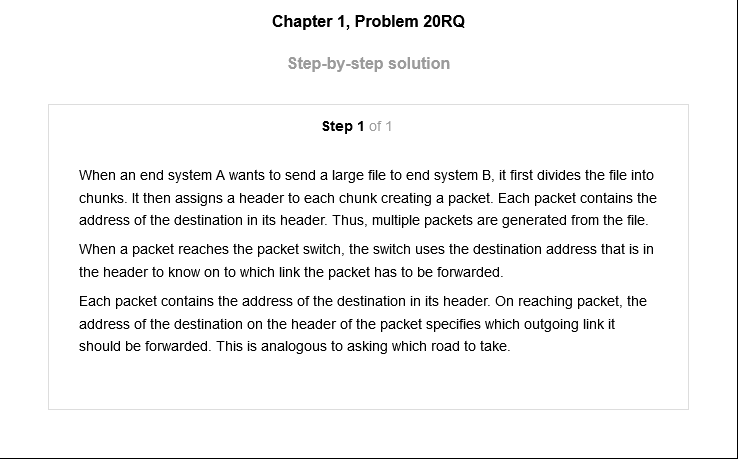 Chapter 1, Problem 20RQ
Step-by-step solution
Step 1 of 1
When an end system A wants to send a large file to end system B, it first divides the file into
chunks. It then assigns a header to each chunk creating a packet. Each packet contains the
address of the destination in its header. Thus, multiple packets are generated from the file.
When a packet reaches the packet switch, the switch uses the destination address that is in
the header to know on to which link the packet has to be forwarded.
Each packet contains the address of the destination in its header. On reaching packet, the
address of the destination on the header of the packet specifies which outgoing link it
should be forwarded. This is analogous to asking which road to take.